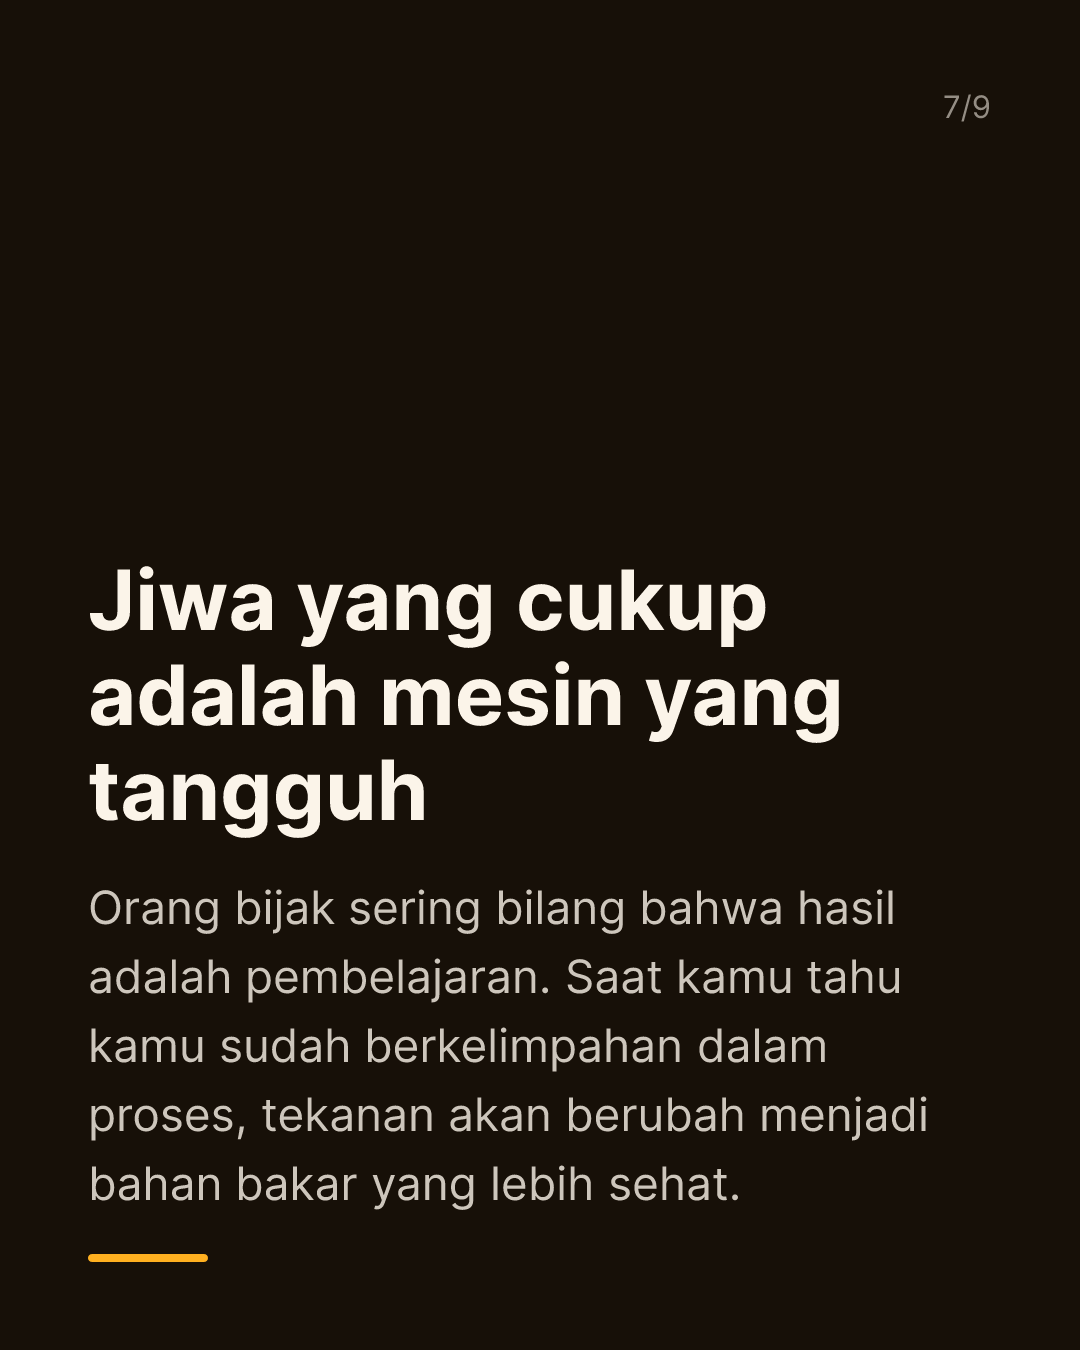 7/9
Jiwa yang cukup
adalah mesin yang
tangguh
Orang bijak sering bilang bahwa hasil
adalah pembelajaran. Saat kamu tahu
kamu sudah berkelimpahan dalam
proses, tekanan akan berubah menjadi
bahan bakar yang lebih sehat.